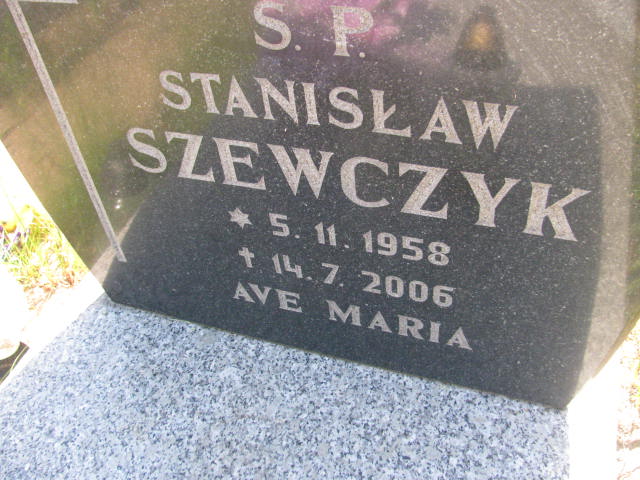 S. P.
STANISŁAW
SZEWCZYK
* 5. 11. 1958
† 14. 7. 2006
AVE MARIA